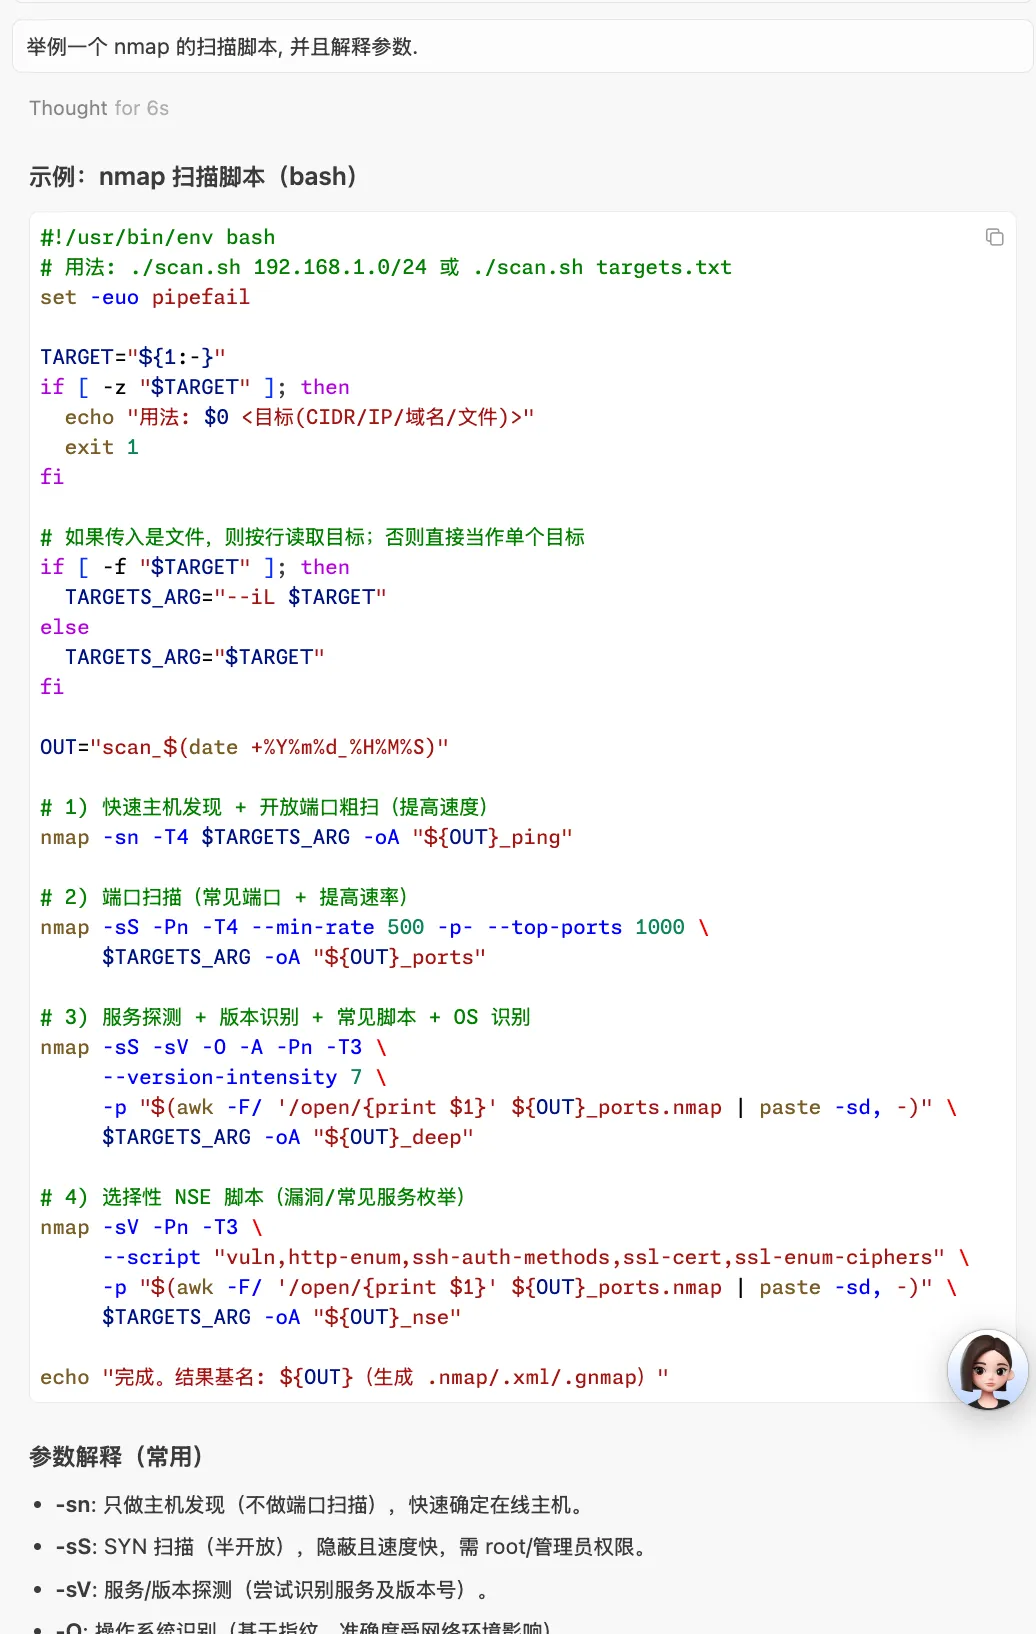 举例一个 nmap 的扫描脚本, 并且解释参数.
Thought for 6s
示例：nmap 扫描脚本（bash）
#!/usr/bin/env bash
# 用法: ./scan.sh 192.168.1.0/24 或 ./scan.sh targets.txt
set -euo pipefail
TARGET="${1:-}"
if [ -z "$TARGET" ]; then
  echo "用法: $0 <目标(CIDR/IP/域名/文件)>"
  exit 1
fi
# 如果传入是文件，则按行读取目标；否则直接当作单个目标
if [ -f "$TARGET" ]; then
  TARGETS_ARG="--iL $TARGET"
else
  TARGETS_ARG="$TARGET"
fi
OUT="scan_$(date +%Y%m%d_%H%M%S)"
# 1) 快速主机发现 + 开放端口粗扫（提高速度）
nmap -sn -T4 $TARGETS_ARG -oA "${OUT}_ping"
# 2) 端口扫描（常见端口 + 提高速率）
nmap -sS -Pn -T4 --min-rate 500 -p- --top-ports 1000 \
     $TARGETS_ARG -oA "${OUT}_ports"
# 3) 服务探测 + 版本识别 + 常见脚本 + OS 识别
nmap -sS -sV -O -A -Pn -T3 \
     --version-intensity 7 \
     -p "$(awk -F/ '/open/{print $1}' ${OUT}_ports.nmap | paste -sd, -)" \
     $TARGETS_ARG -oA "${OUT}_deep"
# 4) 选择性 NSE 脚本（漏洞/常见服务枚举）
nmap -sV -Pn -T3 \
     --script "vuln,http-enum,ssh-auth-methods,ssl-cert,ssl-enum-ciphers" \
     -p "$(awk -F/ '/open/{print $1}' ${OUT}_ports.nmap | paste -sd, -)" \
     $TARGETS_ARG -oA "${OUT}_nse"
echo "完成。结果基名: ${OUT}（生成 .nmap/.xml/.gnmap）"
参数解释（常用）
• -sn: 只做主机发现（不做端口扫描），快速确定在线主机。
• -sS: SYN 扫描（半开放），隐蔽且速度快，需 root/管理员权限。
• -sV: 服务/版本探测（尝试识别服务及版本号）。
• -O: 操作系统识别（基于指纹，准确度受网络环境影响）